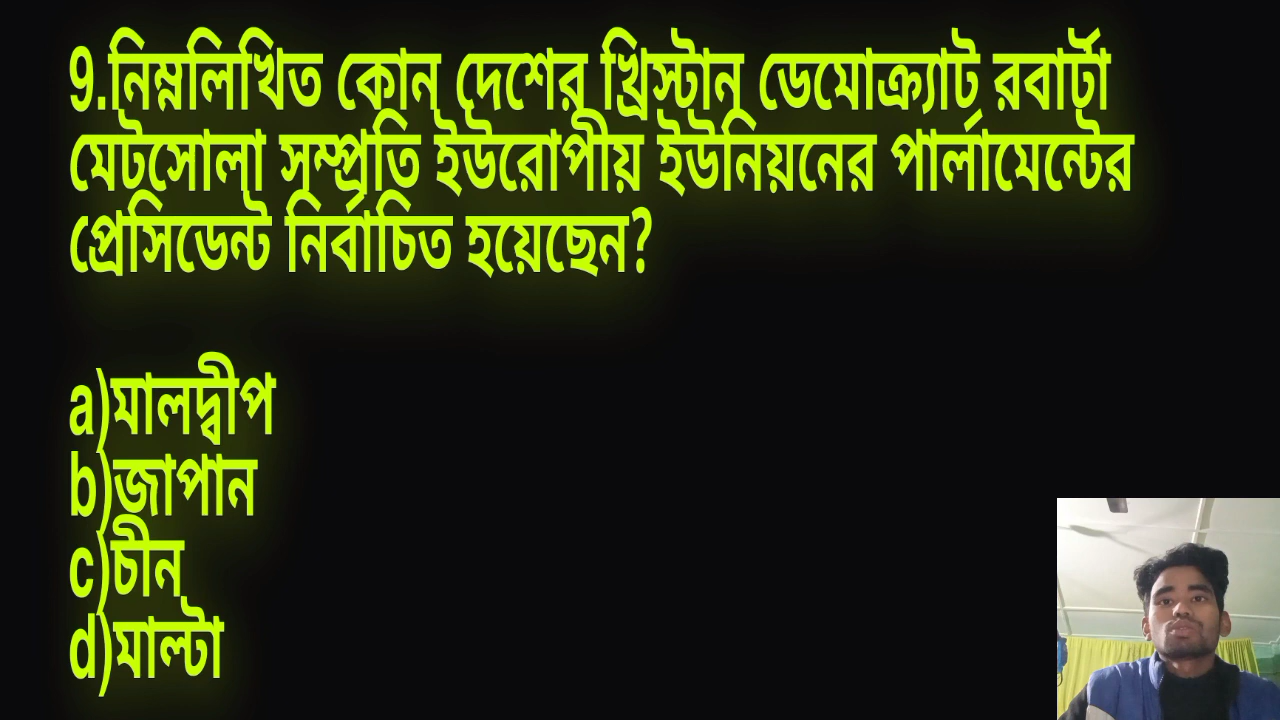 9.নিম্নলিখিত কোন দেশের খ্রিস্টান ডেমোক্র্যাট রবার্টা
মেটসোলা সম্প্রতি ইউরোপীয় ইউনিয়নের পার্লামেন্টের
প্রেসিডেন্ট নির্বাচিত হয়েছেন?
a)মালদ্বীপ
b)জাপান
c)চীন
d)মাল্টা